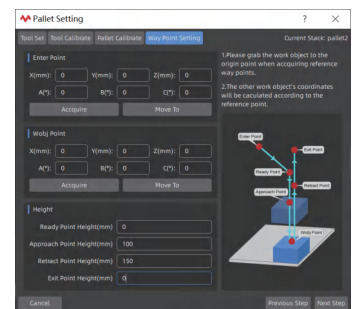 Pallet Setting ? ×
Tool Set Tool Calibrate Pallet Calibrate Way Point Setting Current Stack: pallet2
Enter Point
X(mm): 0 Y(mm): 0 Z(mm): 0
A(°): 0 B(°): 0 C(°): 0
Accquire Move To
Wobj Point
X(mm): 0 Y(mm): 0 Z(mm): 0
A(°): 0 B(°): 0 C(°): 0
Accquire Move To
Height
Ready Point Height(mm) 0
Approach Point Height(mm) 100
Retract Point Height(mm) 150
Exit Point Height(mm) 0
1.Please grab the work object to the
origin point when accquiring reference
way points.
2.The other work object's coordinates
will be caculated according to the
reference point.
Enter Point
Exit Point
Ready Point
Retract Point
Approach Point
Wobj Point
Cancel Previous Step Next Step